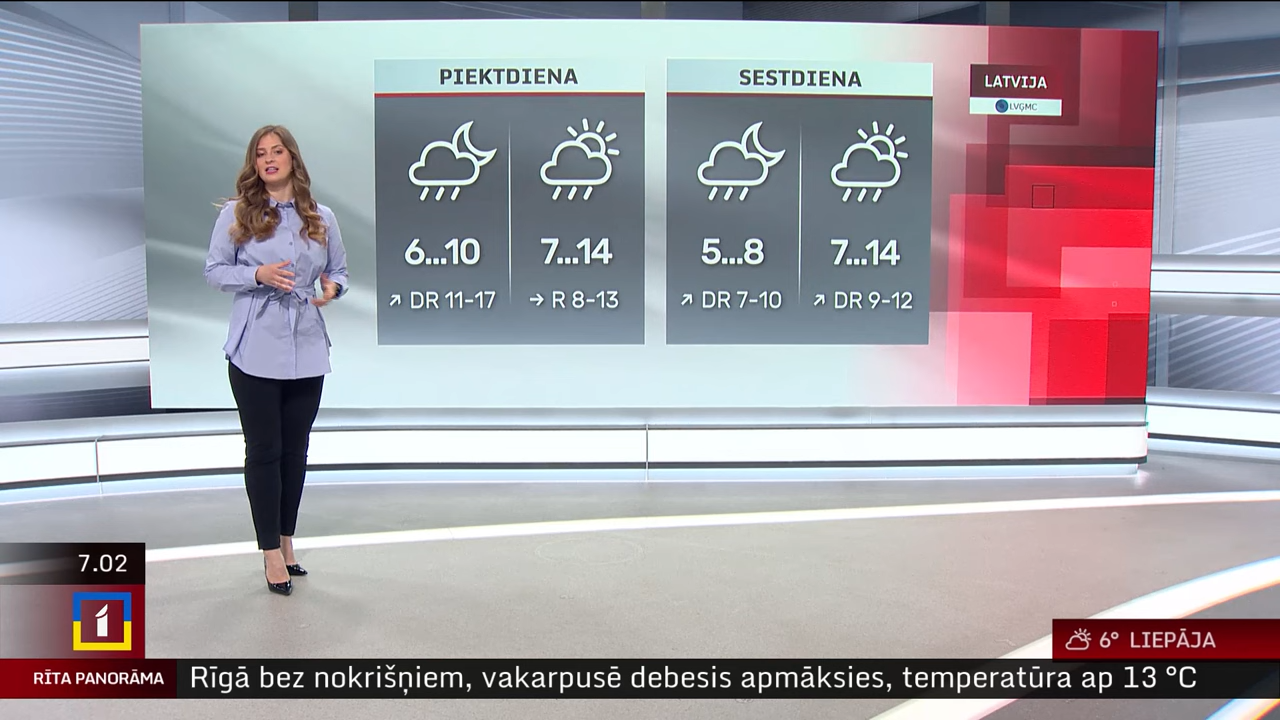 PIEKTDIENA
6...10
7...14
DR 11-17
R 8-13
SESTDIENA
5...8
7...14
DR 7-10
DR 9-12
LATVIJA
LVĢMC
7.02
1
6° LIEPĀJA
RĪTA PANORĀMA
Rīgā bez nokrišņiem, vakarpusē debesis apmāksies, temperatūra ap 13 °C